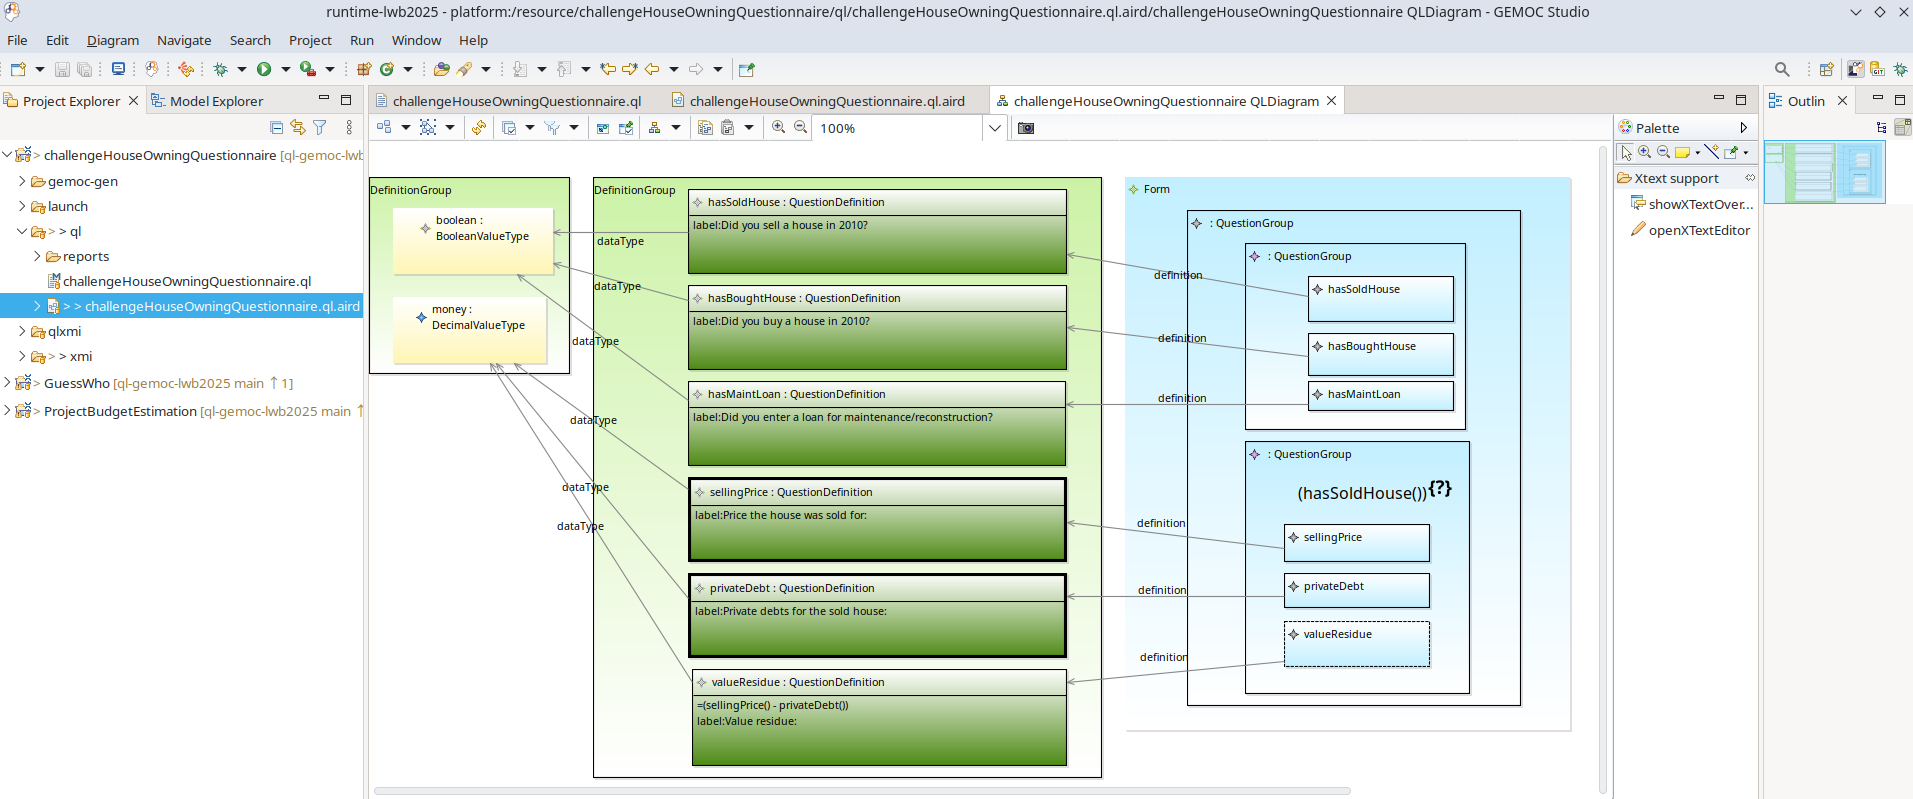 runtime-lwb2025 - platform:/resource/challengeHouseOwningQuestionnaire/ql/challengeHouseOwningQuestionnaire.ql.aird/challengeHouseOwningQuestionnaire QLDiagram - GEMOC Studio
File Edit Diagram Navigate Search Project Run Window Help
Project Explorer
Model Explorer
challengeHouseOwningQuestionnaire.ql
challengeHouseOwningQuestionnaire.ql.aird
challengeHouseOwningQuestionnaire QLDiagram
Outlin
100%
Palette
> challengeHouseOwningQuestionnaire [ql-gemoc-lwb
gemoc-gen
launch
> > ql
reports
challengeHouseOwningQuestionnaire.ql
> > challengeHouseOwningQuestionnaire.ql.aird
qlxmi
> > xmi
> GuessWho [ql-gemoc-lwb2025 main ↑1]
> ProjectBudgetEstimation [ql-gemoc-lwb2025 main ↑
DefinitionGroup
boolean :
BooleanValueType
money :
DecimalValueType
dataType
dataType
dataType
dataType
dataType
dataType
DefinitionGroup
hasSoldHouse : QuestionDefinition
label:Did you sell a house in 2010?
hasBoughtHouse : QuestionDefinition
label:Did you buy a house in 2010?
hasMaintLoan : QuestionDefinition
label:Did you enter a loan for maintenance/reconstruction?
sellingPrice : QuestionDefinition
label:Price the house was sold for:
privateDebt : QuestionDefinition
label:Private debts for the sold house:
valueResidue : QuestionDefinition
=(sellingPrice() - privateDebt())
label:Value residue:
definition
definition
definition
definition
definition
definition
Form
: QuestionGroup
: QuestionGroup
hasSoldHouse
hasBoughtHouse
hasMaintLoan
: QuestionGroup
(hasSoldHouse()){?}
sellingPrice
privateDebt
valueResidue
Xtext support
showXTextOver...
openXTextEditor